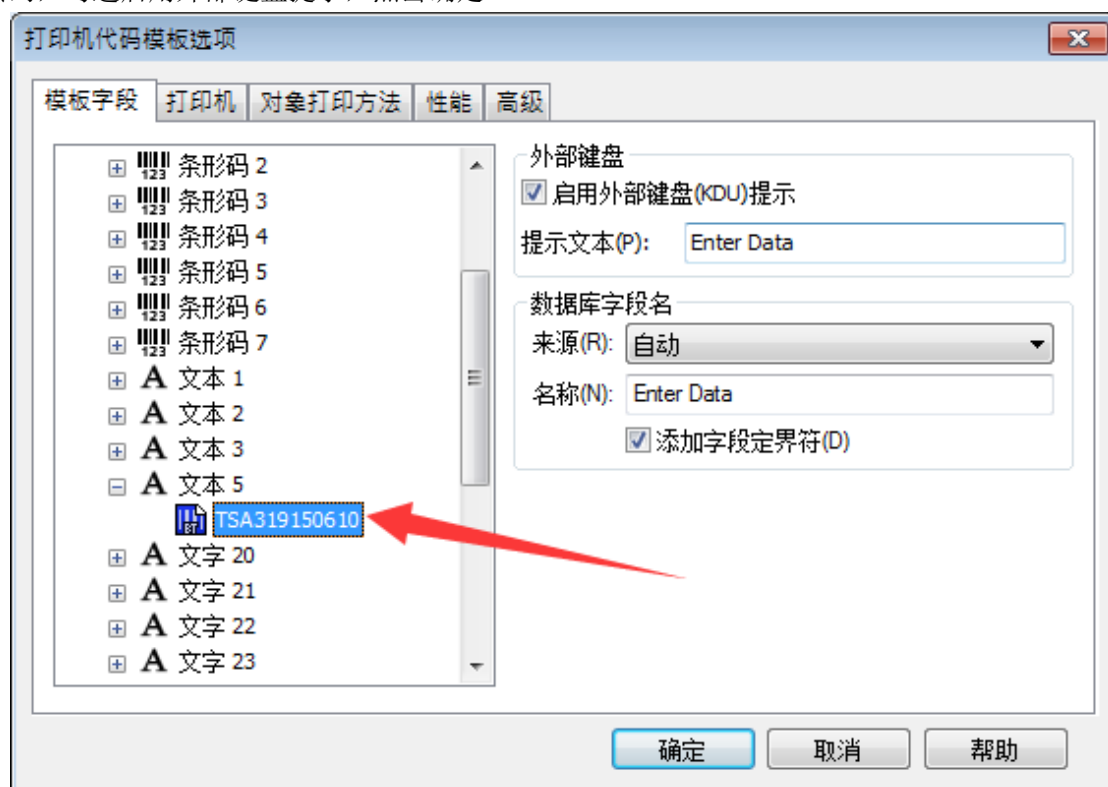 打印机代码模板选项
模板字段 打印机 对象打印方法 性能 高级
条形码 2
条形码 3
条形码 4
条形码 5
条形码 6
条形码 7
文本 1
文本 2
文本 3
文本 5
TSA319150610
文字 20
文字 21
文字 22
文字 23
外部键盘
启用外部键盘(KDU)提示
提示文本(P): Enter Data
数据库字段名
来源(R): 自动
名称(N): Enter Data
添加字段定界符(D)
确定 取消 帮助